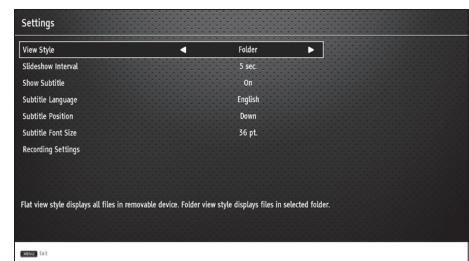 Settings
View Style Folder
Slideshow Interval 5 sec.
Show Subtitle On
Subtitle Language English
Subtitle Position Down
Subtitle Font Size 36 pt.
Recording Settings
Flat view style displays all files in removable device. Folder view style displays files in selected folder.
MENU Exit